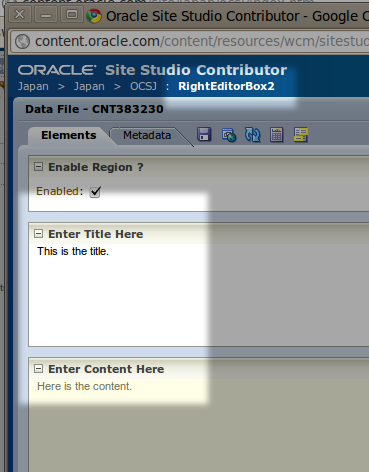 Oracle Site Studio Contributor - Google C
content.oracle.com/content/resources/wcm/sitestud
ORACLE Site Studio Contributor
Japan > Japan > OCSJ : RightEditorBox2
Data File - CNT383230
Elements Metadata
Enable Region ?
Enabled:
Enter Title Here
This is the title.
Enter Content Here
Here is the content.